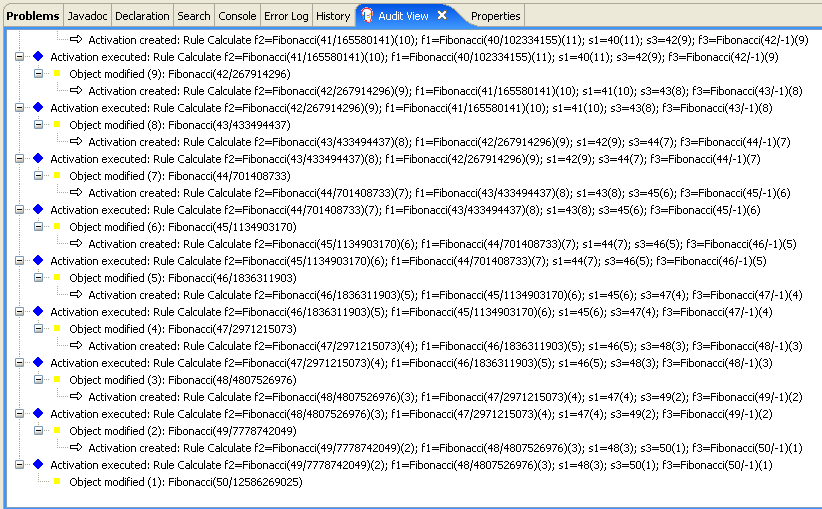 Problems Javadoc Declaration Search Console Error Log History Audit View Properties
Activation created: Rule Calculate f2=Fibonacci(41/165580141)(10); f1=Fibonacci(40/102334155)(11); s1=40(11); s3=42(9); f3=Fibonacci(42/-1)(9)
Activation executed: Rule Calculate f2=Fibonacci(41/165580141)(10); f1=Fibonacci(40/102334155)(11); s1=40(11); s3=42(9); f3=Fibonacci(42/-1)(9)
Object modified (9): Fibonacci(42/267914296)
Activation created: Rule Calculate f2=Fibonacci(42/267914296)(9); f1=Fibonacci(41/165580141)(10); s1=41(10); s3=43(8); f3=Fibonacci(43/-1)(8)
Activation executed: Rule Calculate f2=Fibonacci(42/267914296)(9); f1=Fibonacci(41/165580141)(10); s1=41(10); s3=43(8); f3=Fibonacci(43/-1)(8)
Object modified (8): Fibonacci(43/433494437)
Activation created: Rule Calculate f2=Fibonacci(43/433494437)(8); f1=Fibonacci(42/267914296)(9); s1=42(9); s3=44(7); f3=Fibonacci(44/-1)(7)
Activation executed: Rule Calculate f2=Fibonacci(43/433494437)(8); f1=Fibonacci(42/267914296)(9); s1=42(9); s3=44(7); f3=Fibonacci(44/-1)(7)
Object modified (7): Fibonacci(44/701408733)
Activation created: Rule Calculate f2=Fibonacci(44/701408733)(7); f1=Fibonacci(43/433494437)(8); s1=43(8); s3=45(6); f3=Fibonacci(45/-1)(6)
Activation executed: Rule Calculate f2=Fibonacci(44/701408733)(7); f1=Fibonacci(43/433494437)(8); s1=43(8); s3=45(6); f3=Fibonacci(45/-1)(6)
Object modified (6): Fibonacci(45/1134903170)
Activation created: Rule Calculate f2=Fibonacci(45/1134903170)(6); f1=Fibonacci(44/701408733)(7); s1=44(7); s3=46(5); f3=Fibonacci(46/-1)(5)
Activation executed: Rule Calculate f2=Fibonacci(45/1134903170)(6); f1=Fibonacci(44/701408733)(7); s1=44(7); s3=46(5); f3=Fibonacci(46/-1)(5)
Object modified (5): Fibonacci(46/1836311903)
Activation created: Rule Calculate f2=Fibonacci(46/1836311903)(5); f1=Fibonacci(45/1134903170)(6); s1=45(6); s3=47(4); f3=Fibonacci(47/-1)(4)
Activation executed: Rule Calculate f2=Fibonacci(46/1836311903)(5); f1=Fibonacci(45/1134903170)(6); s1=45(6); s3=47(4); f3=Fibonacci(47/-1)(4)
Object modified (4): Fibonacci(47/2971215073)
Activation created: Rule Calculate f2=Fibonacci(47/2971215073)(4); f1=Fibonacci(46/1836311903)(5); s1=46(5); s3=48(3); f3=Fibonacci(48/-1)(3)
Activation executed: Rule Calculate f2=Fibonacci(47/2971215073)(4); f1=Fibonacci(46/1836311903)(5); s1=46(5); s3=48(3); f3=Fibonacci(48/-1)(3)
Object modified (3): Fibonacci(48/4807526976)
Activation created: Rule Calculate f2=Fibonacci(48/4807526976)(3); f1=Fibonacci(47/2971215073)(4); s1=47(4); s3=49(2); f3=Fibonacci(49/-1)(2)
Activation executed: Rule Calculate f2=Fibonacci(48/4807526976)(3); f1=Fibonacci(47/2971215073)(4); s1=47(4); s3=49(2); f3=Fibonacci(49/-1)(2)
Object modified (2): Fibonacci(49/7778742049)
Activation created: Rule Calculate f2=Fibonacci(49/7778742049)(2); f1=Fibonacci(48/4807526976)(3); s1=48(3); s3=50(1); f3=Fibonacci(50/-1)(1)
Activation executed: Rule Calculate f2=Fibonacci(49/7778742049)(2); f1=Fibonacci(48/4807526976)(3); s1=48(3); s3=50(1); f3=Fibonacci(50/-1)(1)
Object modified (1): Fibonacci(50/12586269025)